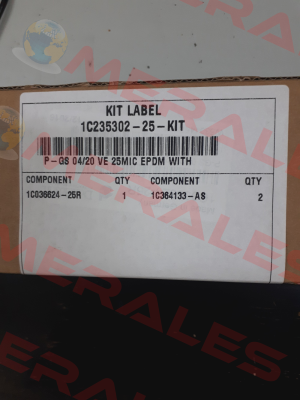 KIT LABEL
1C235302-25-KIT
P-GS 04/20 VE 25MIC EPDM WITH
COMPONENT QTY COMPONENT QTY
1C036624-25R 1 1C364133-AS 2
MERALES